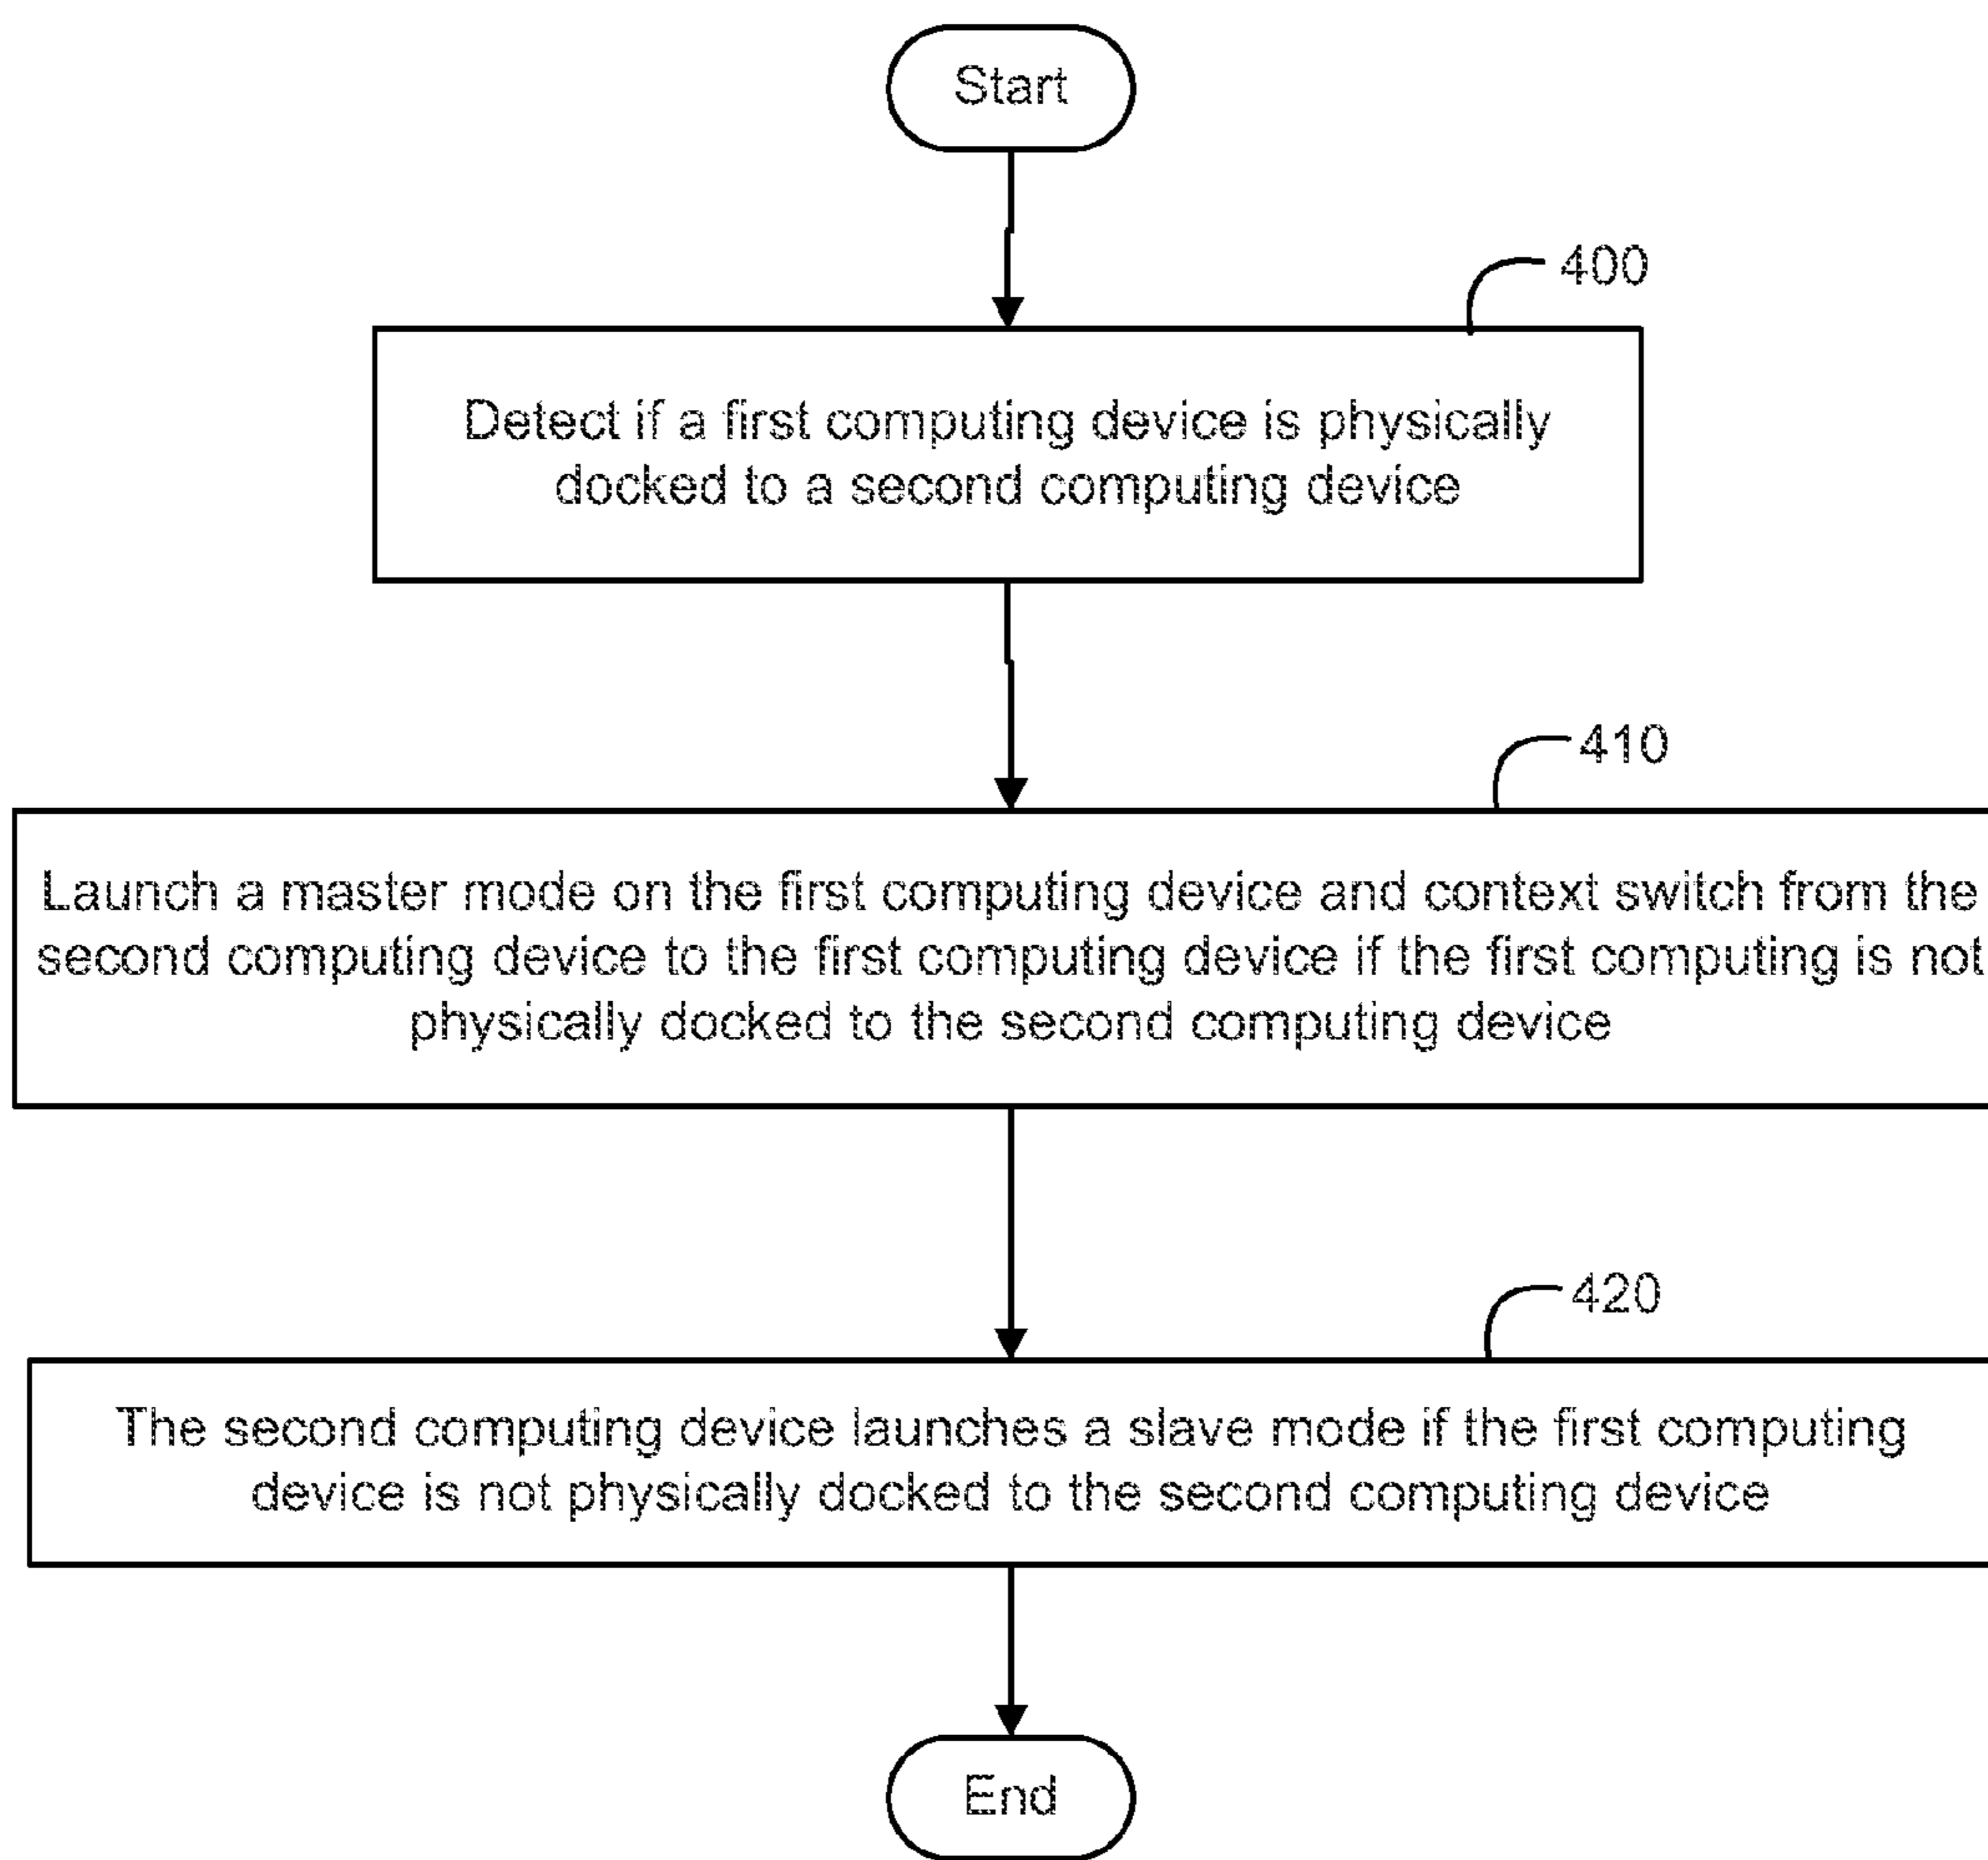 Start
400
Detect if a first computing device is physically
docked to a second computing device
410
Launch a master mode on the first computing device and context switch from the
second computing device to the first computing device if the first computing is not
physically docked to the second computing device
420
The second computing device launches a slave mode if the first computing
device is not physically docked to the second computing device
End